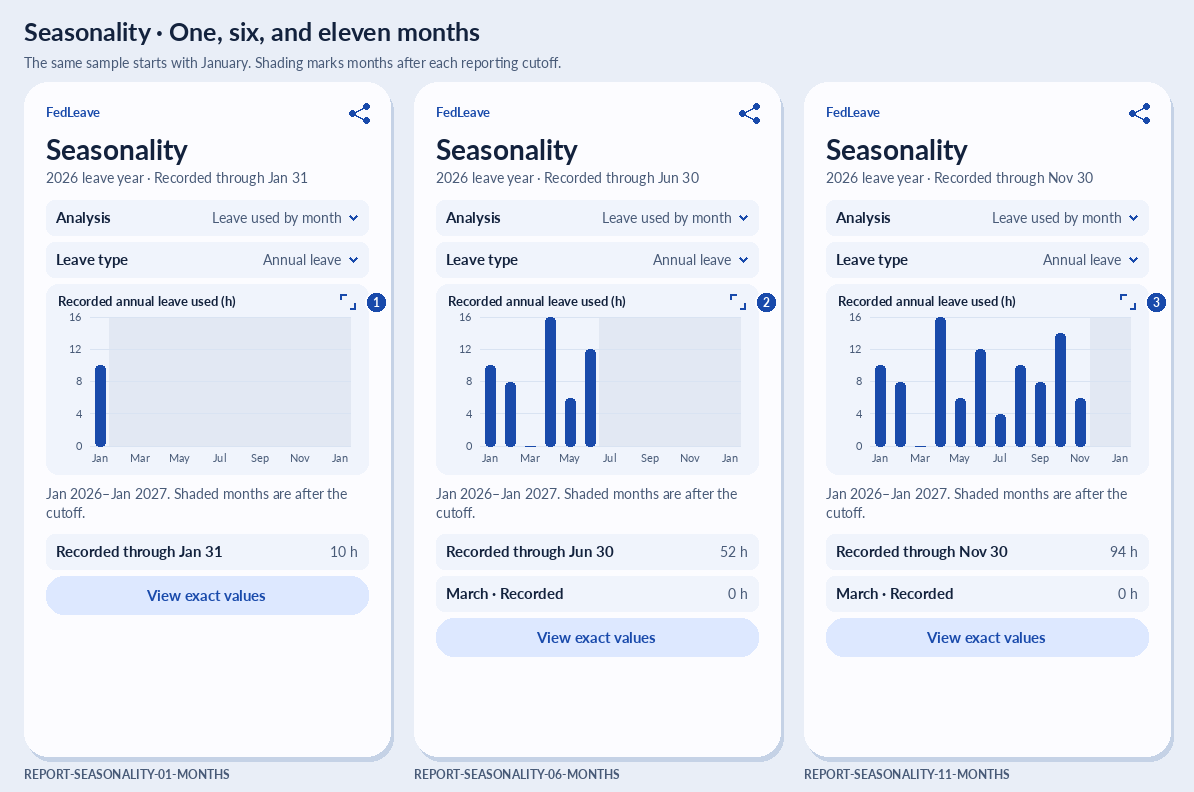 Seasonality · One, six, and eleven months
The same sample starts with January. Shading marks months after each reporting cutoff.
FedLeave
Seasonality
2026 leave year · Recorded through Jan 31
Analysis Leave used by month
Leave type Annual leave
Recorded annual leave used (h) 1
16
12
8
4
0
Jan Mar May Jul Sep Nov Jan
Jan 2026–Jan 2027. Shaded months are after the
cutoff.
Recorded through Jan 31 10 h
View exact values
REPORT-SEASONALITY-01-MONTHS
FedLeave
Seasonality
2026 leave year · Recorded through Jun 30
Analysis Leave used by month
Leave type Annual leave
Recorded annual leave used (h) 2
16
12
8
4
0
Jan Mar May Jul Sep Nov Jan
Jan 2026–Jan 2027. Shaded months are after the
cutoff.
Recorded through Jun 30 52 h
March · Recorded 0 h
View exact values
REPORT-SEASONALITY-06-MONTHS
FedLeave
Seasonality
2026 leave year · Recorded through Nov 30
Analysis Leave used by month
Leave type Annual leave
Recorded annual leave used (h) 3
16
12
8
4
0
Jan Mar May Jul Sep Nov Jan
Jan 2026–Jan 2027. Shaded months are after the
cutoff.
Recorded through Nov 30 94 h
March · Recorded 0 h
View exact values
REPORT-SEASONALITY-11-MONTHS